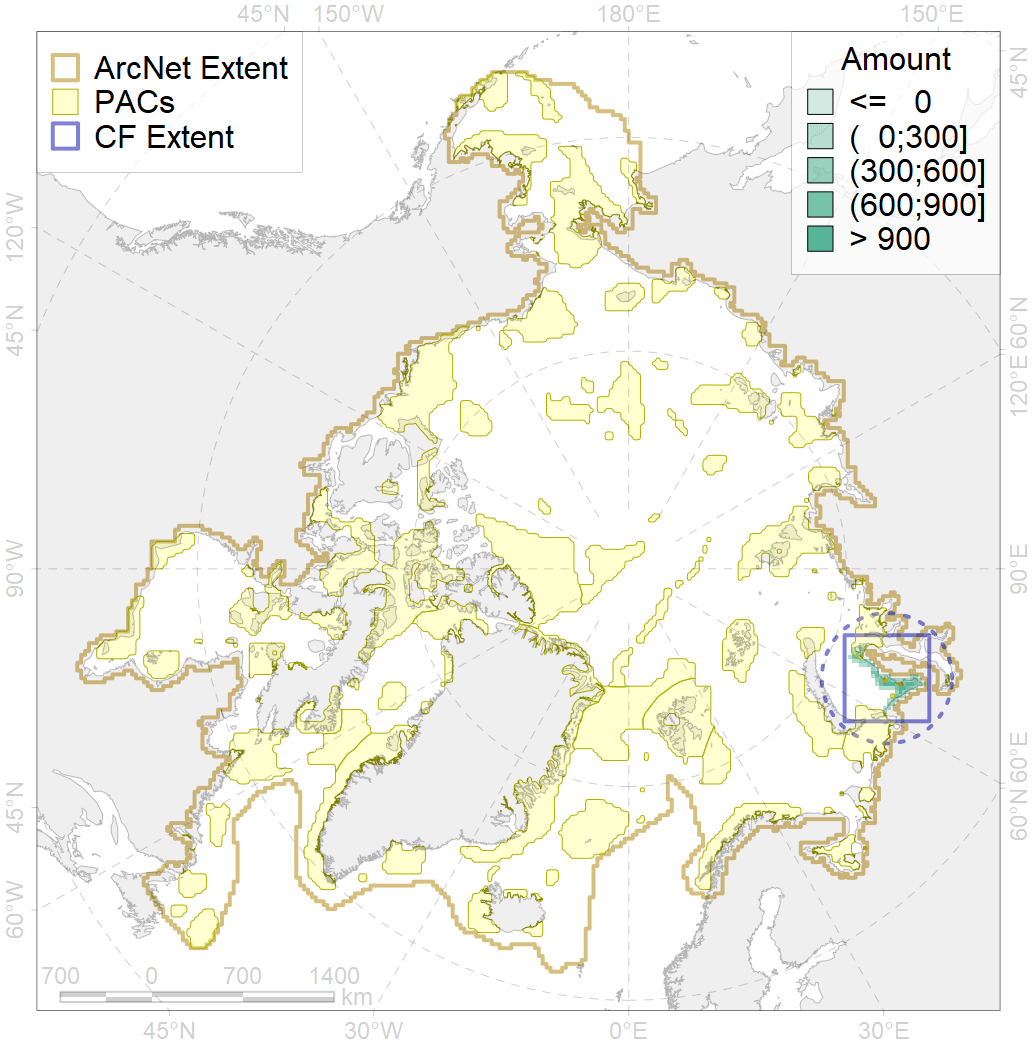 45°N 150°W 180°E 150°E
ArcNet Extent
PACs
CF Extent
Amount
<= 0
( 0;300]
(300;600]
(600;900]
> 900
120°W
45°N
90°W
45°N
60°W
45°N
60°N
120°E
90°E
60°E
60°N
700 0 700 1400
km
45°N 30°W 0°E 30°E